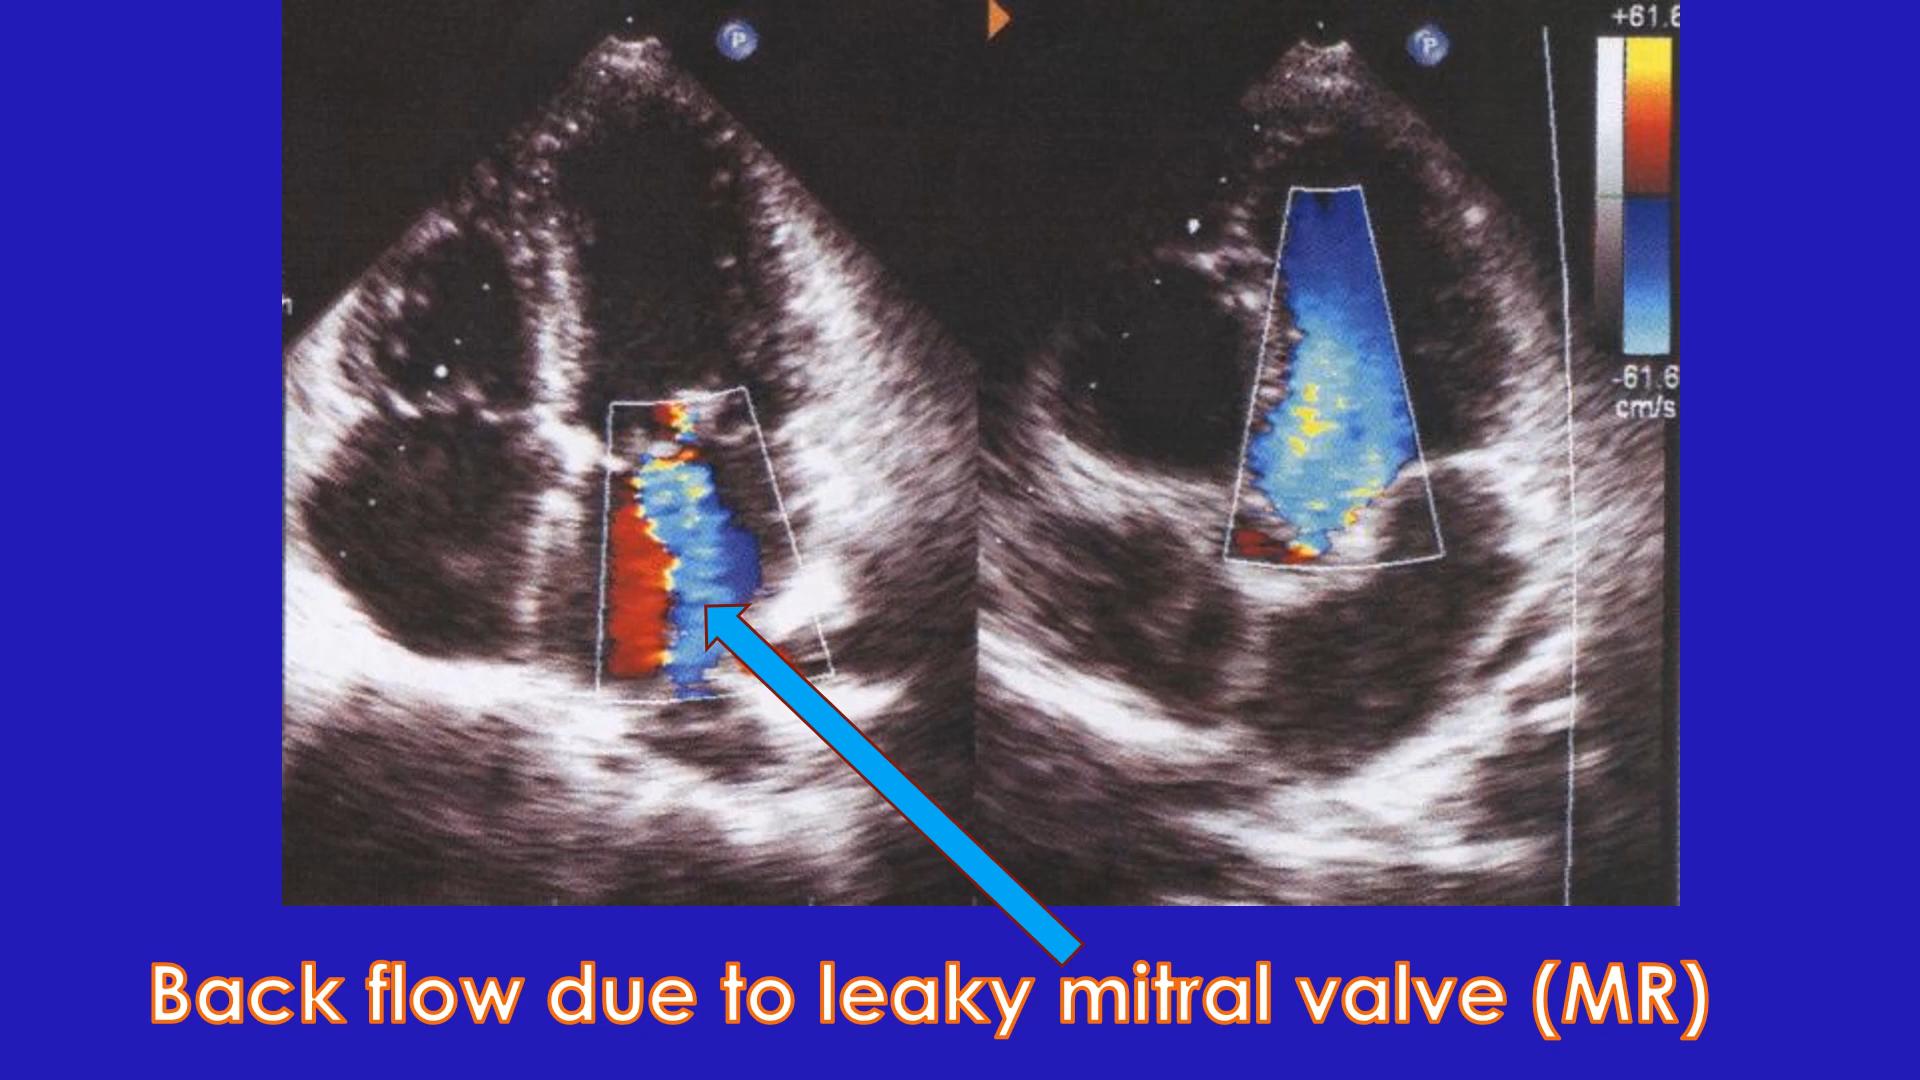 P
P
+61.6
-61.6
cm/s
Back flow due to leaky mitral valve (MR)